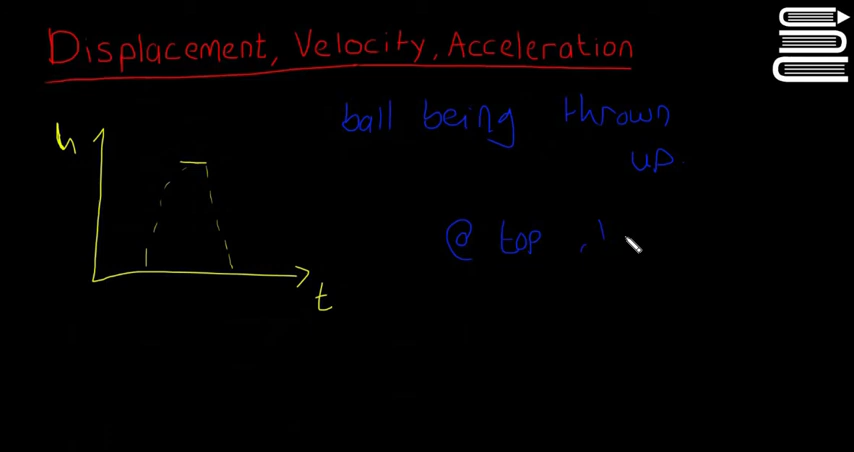 Displacement, Velocity, Acceleration
ball being thrown
up.
h
@ top ,
t